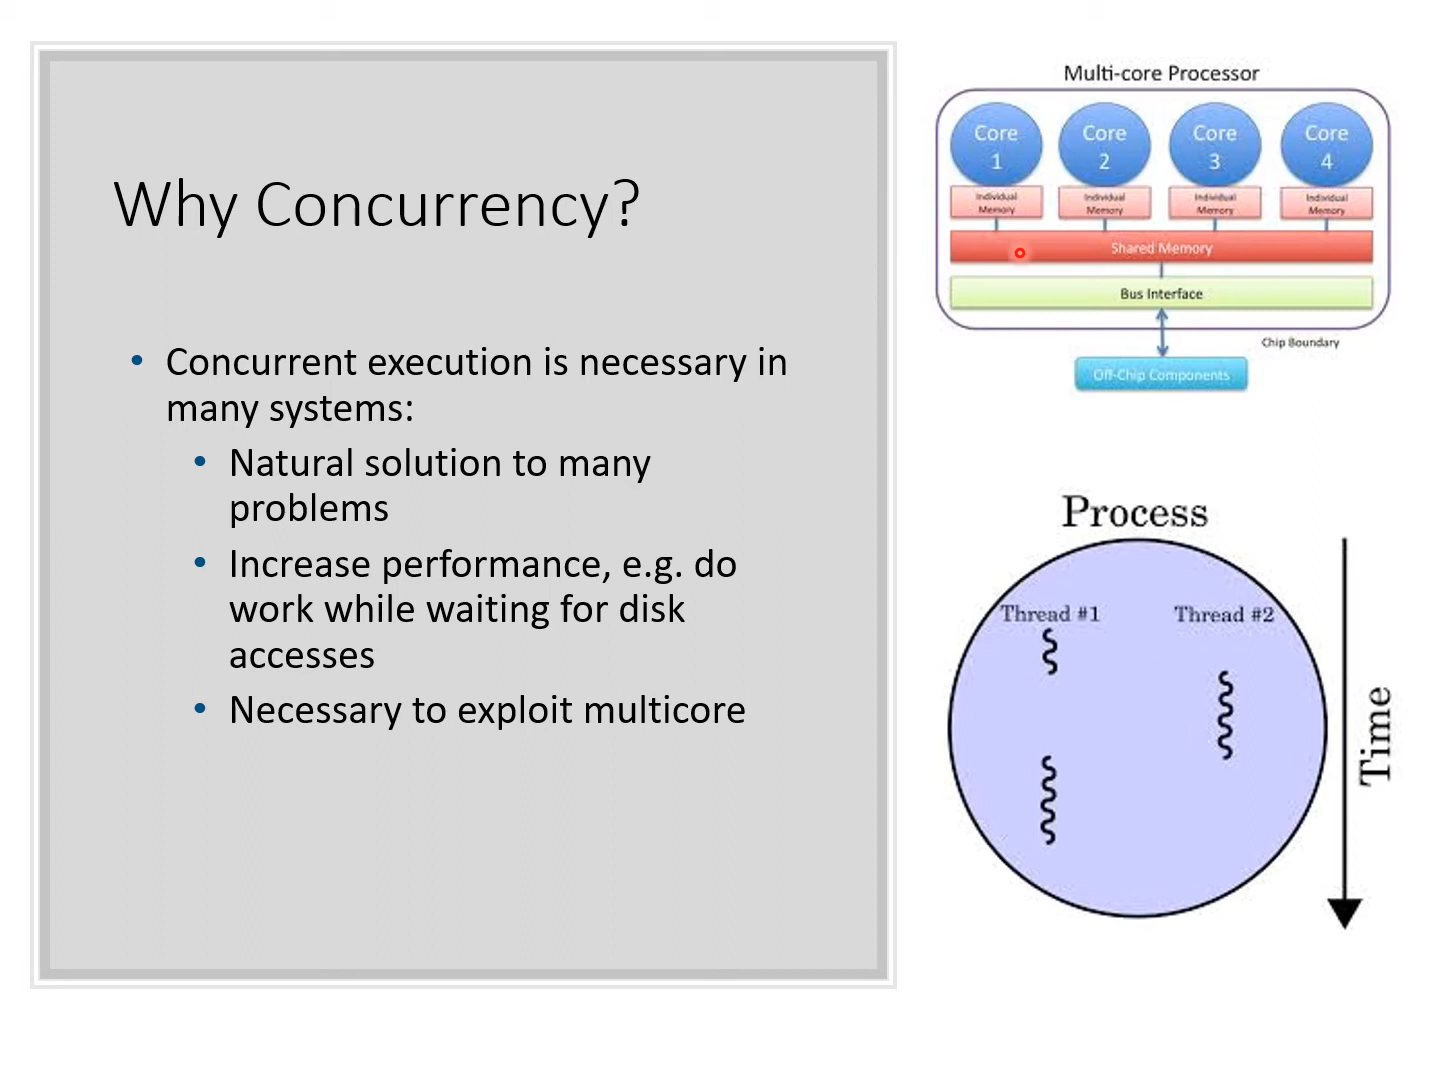 Why Concurrency?
• Concurrent execution is necessary in
many systems:
• Natural solution to many
problems
• Increase performance, e.g. do
work while waiting for disk
accesses
• Necessary to exploit multicore
Multi-core Processor
Core 1
Core 2
Core 3
Core 4
Individual Memory
Individual Memory
Individual Memory
Individual Memory
Shared Memory
Bus Interface
Chip Boundary
Off-Chip Components
Process
Thread #1
Thread #2
Time